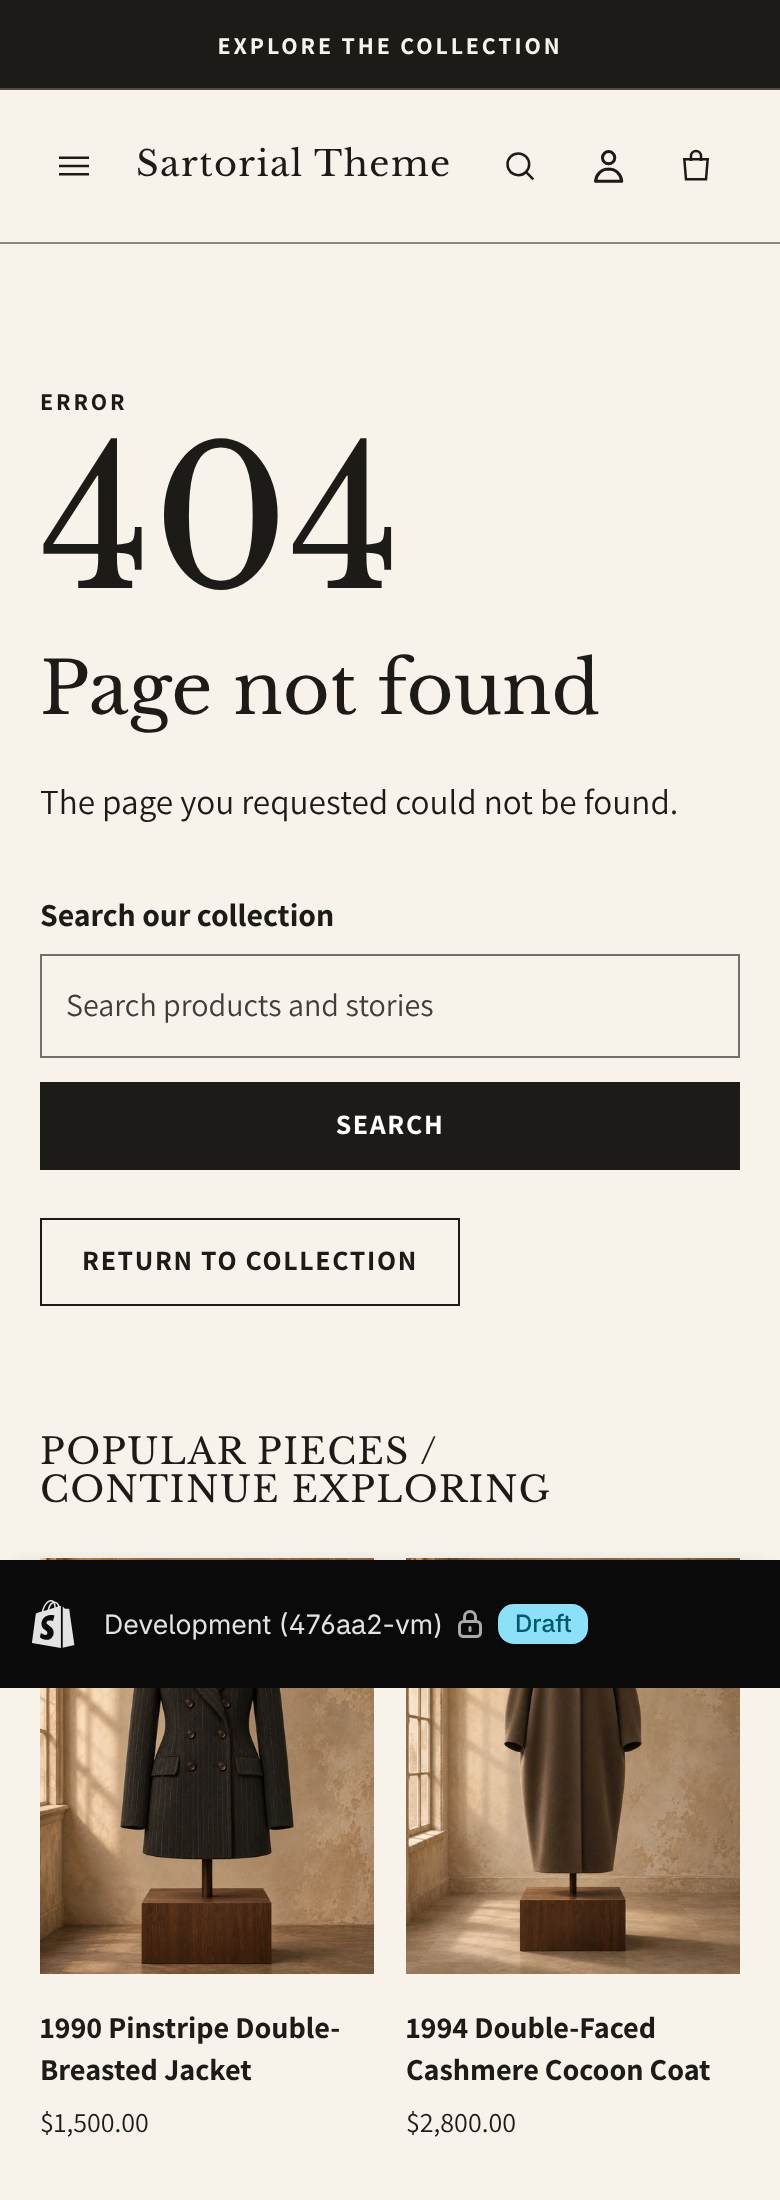 EXPLORE THE COLLECTION
Sartorial Theme
ERROR
404
Page not found
The page you requested could not be found.
Search our collection
Search products and stories
SEARCH
RETURN TO COLLECTION
POPULAR PIECES /
CONTINUE EXPLORING
Development (476aa2-vm) Draft
1990 Pinstripe Double-
Breasted Jacket
$1,500.00
1994 Double-Faced
Cashmere Cocoon Coat
$2,800.00